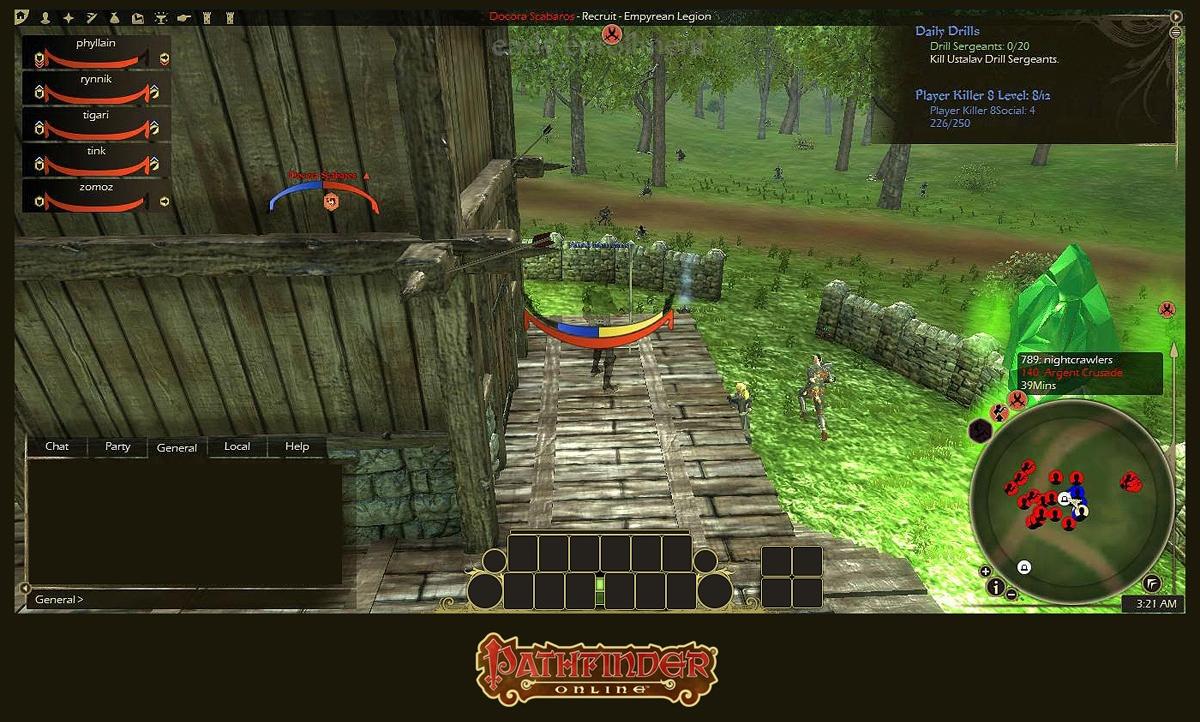 Docora Scabaros - Recruit - Empyrean Legion
phyllain
rynnik
tigari
tink
zomoz
Docora Scabaros
Daily Drills
Drill Sergeants: 0/20
Kill Ustalav Drill Sergeants.
Player Killer 8 Level: 8/12
Player Killer 8Social: 4
226/250
789: nightcrawlers
140: Argent Crusade
39Mins
Chat
Party
General
Local
Help
General >
3:21 AM
PATHFINDER
ONLINE